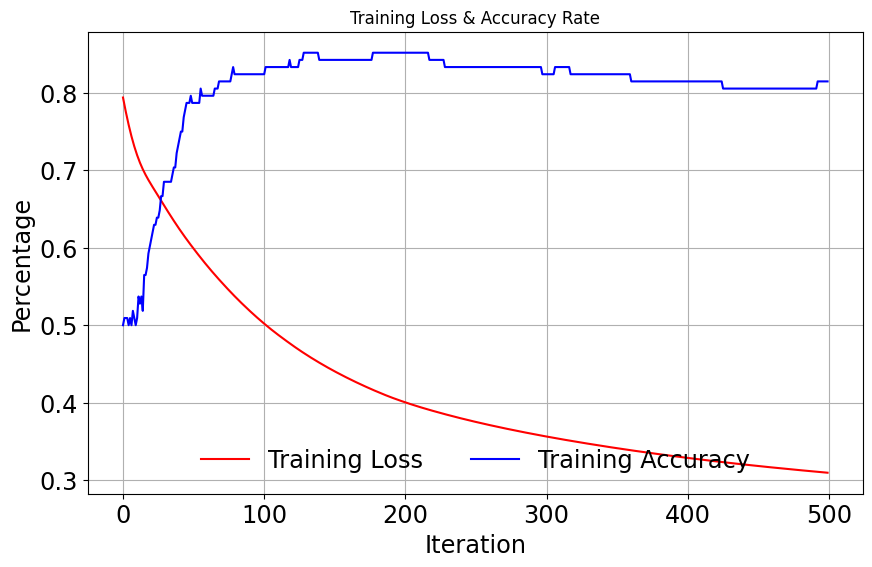 Training Loss & Accuracy Rate
Percentage
0.8
0.7
0.6
0.5
0.4
0.3
Training Loss Training Accuracy
0 100 200 300 400 500
Iteration